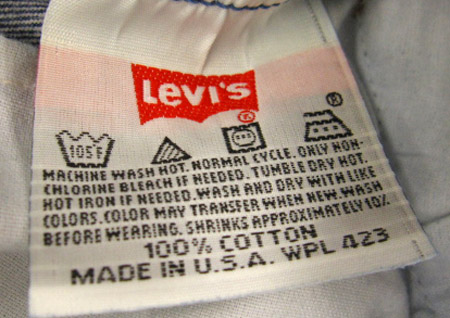 Levi's
®
®
105F
MACHINE WASH HOT. NORMAL CYCLE. ONLY NON-
CHLORINE BLEACH IF NEEDED. TUMBLE DRY HOT.
HOT IRON IF NEEDED. WASH AND DRY WITH LIKE
COLORS. COLOR MAY TRANSFER WHEN NEW. WASH
BEFORE WEARING. SHRINKS APPROXIMATELY 10%
100% COTTON
MADE IN U.S.A. WPL 423